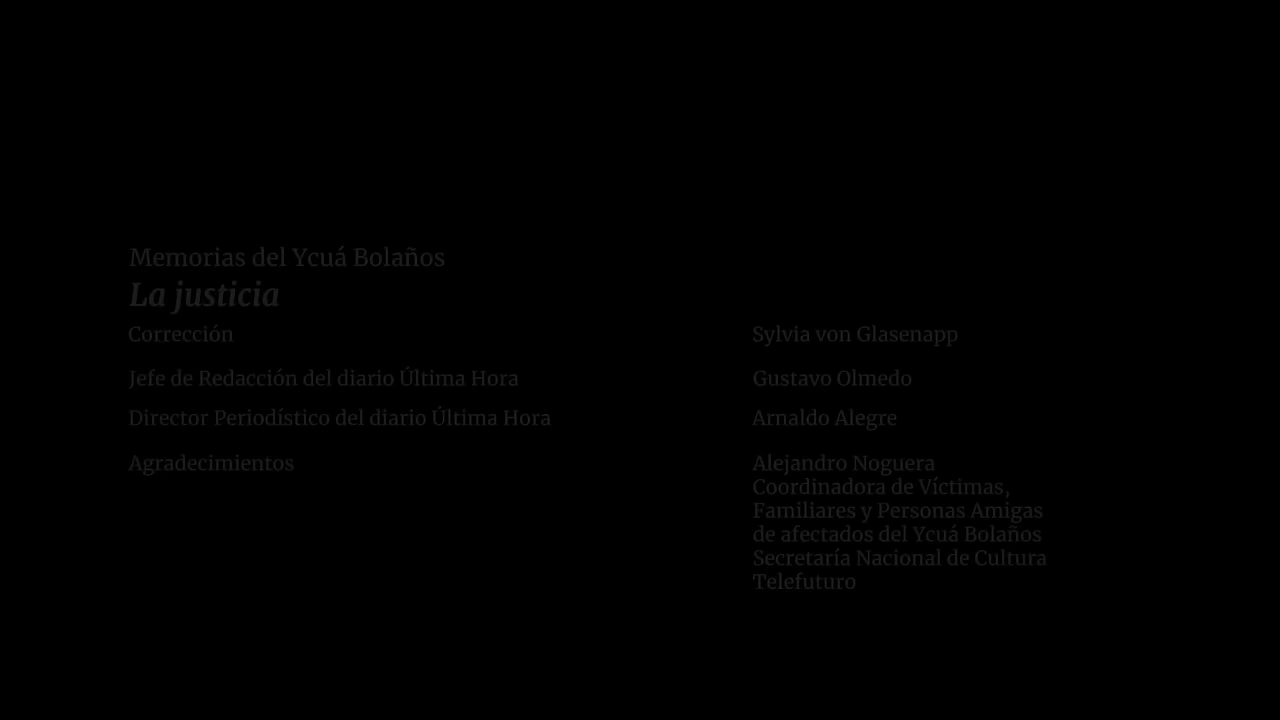 Memorias del Ycuá Bolaños
La justicia
Corrección Sylvia von Glasenapp
Jefe de Redacción del diario Última Hora Gustavo Olmedo
Director Periodístico del diario Última Hora Arnaldo Alegre
Agradecimientos Alejandro Noguera
Coordinadora de Víctimas,
Familiares y Personas Amigas
de afectados del Ycuá Bolaños
Secretaría Nacional de Cultura
Telefuturo